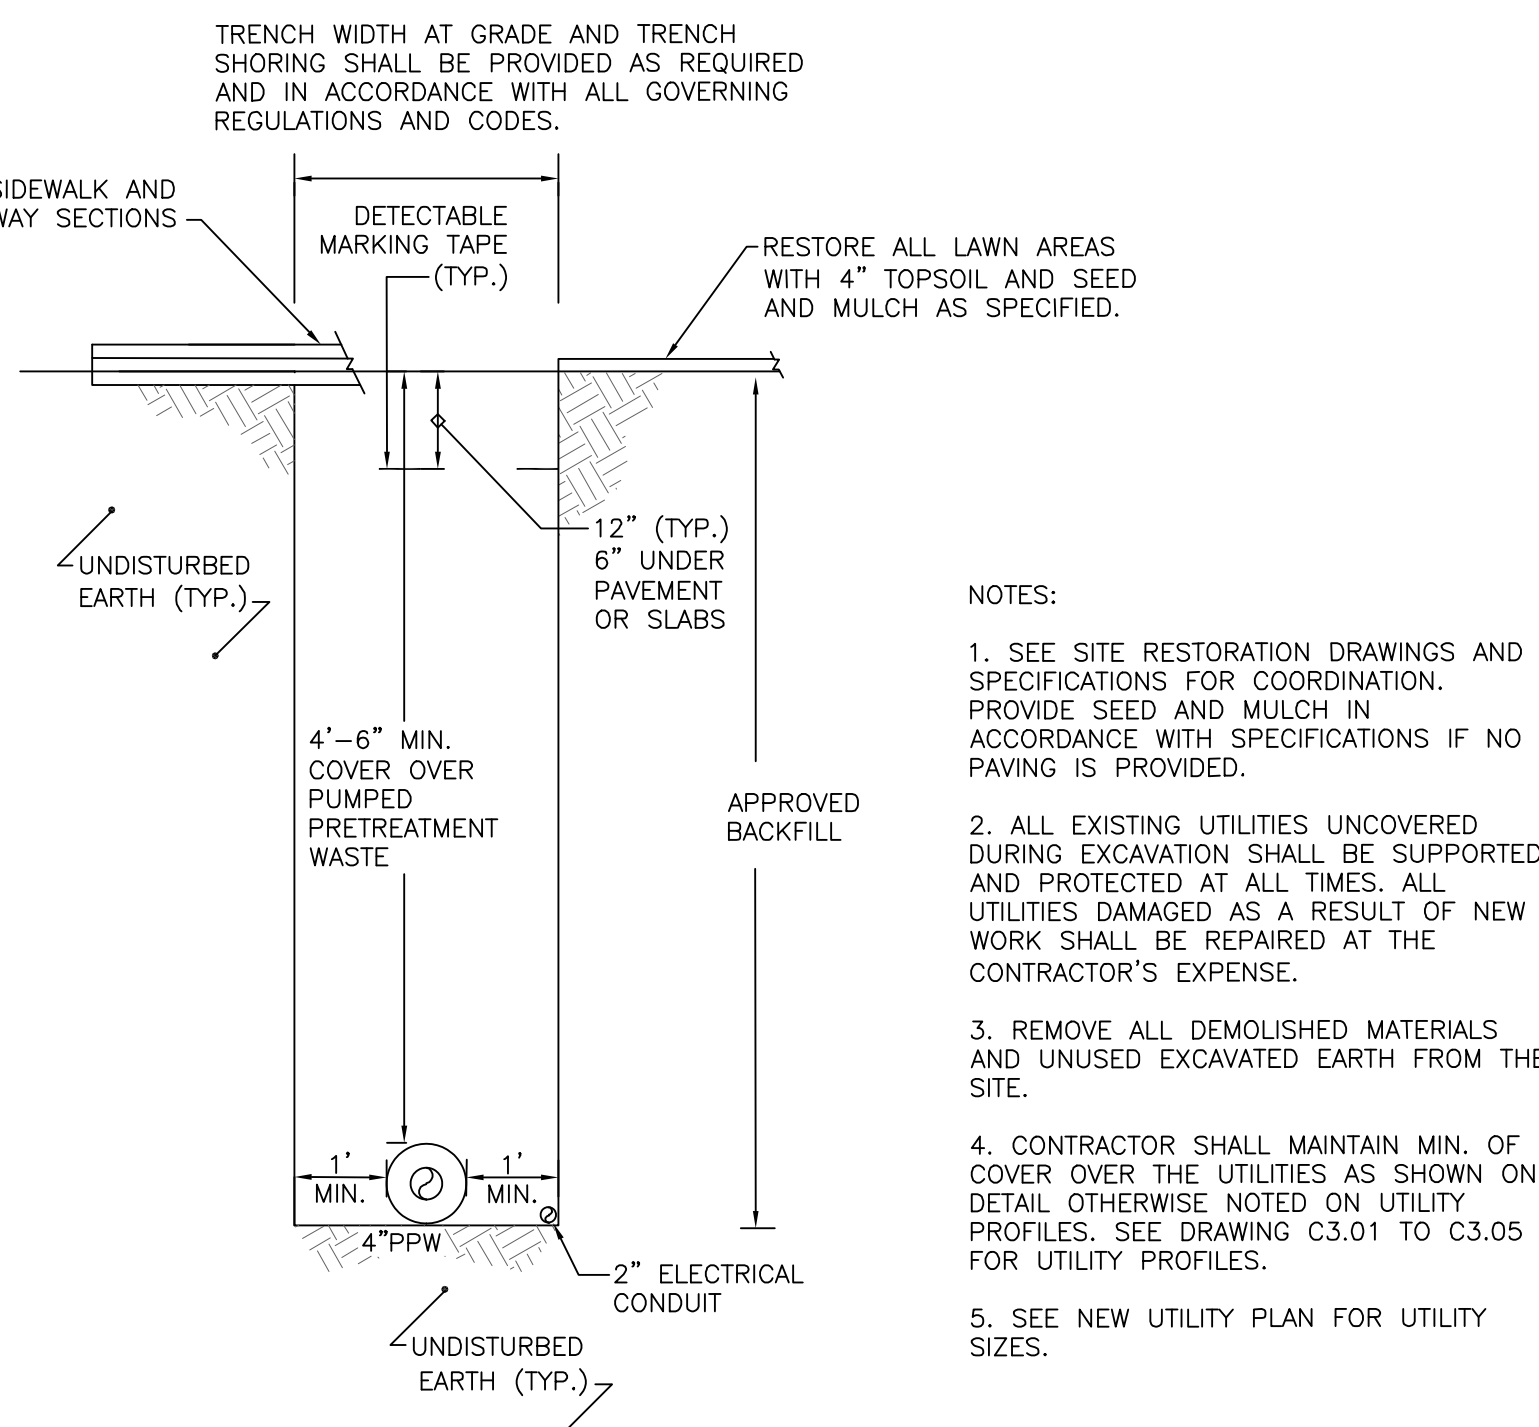 TRENCH WIDTH AT GRADE AND TRENCH
SHORING SHALL BE PROVIDED AS REQUIRED
AND IN ACCORDANCE WITH ALL GOVERNING
REGULATIONS AND CODES.
SIDEWALK AND
WAY SECTIONS
DETECTABLE
MARKING TAPE
(TYP.)
RESTORE ALL LAWN AREAS
WITH 4” TOPSOIL AND SEED
AND MULCH AS SPECIFIED.
12” (TYP.)
6” UNDER
PAVEMENT
OR SLABS
UNDISTURBED
EARTH (TYP.)
4’–6” MIN.
COVER OVER
PUMPED
PRETREATMENT
WASTE
APPROVED
BACKFILL
1’
MIN.
1’
MIN.
4”PPW
2” ELECTRICAL
CONDUIT
UNDISTURBED
EARTH (TYP.)
NOTES:
1. SEE SITE RESTORATION DRAWINGS AND
SPECIFICATIONS FOR COORDINATION.
PROVIDE SEED AND MULCH IN
ACCORDANCE WITH SPECIFICATIONS IF NO
PAVING IS PROVIDED.
2. ALL EXISTING UTILITIES UNCOVERED
DURING EXCAVATION SHALL BE SUPPORTED
AND PROTECTED AT ALL TIMES. ALL
UTILITIES DAMAGED AS A RESULT OF NEW
WORK SHALL BE REPAIRED AT THE
CONTRACTOR’S EXPENSE.
3. REMOVE ALL DEMOLISHED MATERIALS
AND UNUSED EXCAVATED EARTH FROM THE
SITE.
4. CONTRACTOR SHALL MAINTAIN MIN. OF
COVER OVER THE UTILITIES AS SHOWN ON
DETAIL OTHERWISE NOTED ON UTILITY
PROFILES. SEE DRAWING C3.01 TO C3.05
FOR UTILITY PROFILES.
5. SEE NEW UTILITY PLAN FOR UTILITY
SIZES.